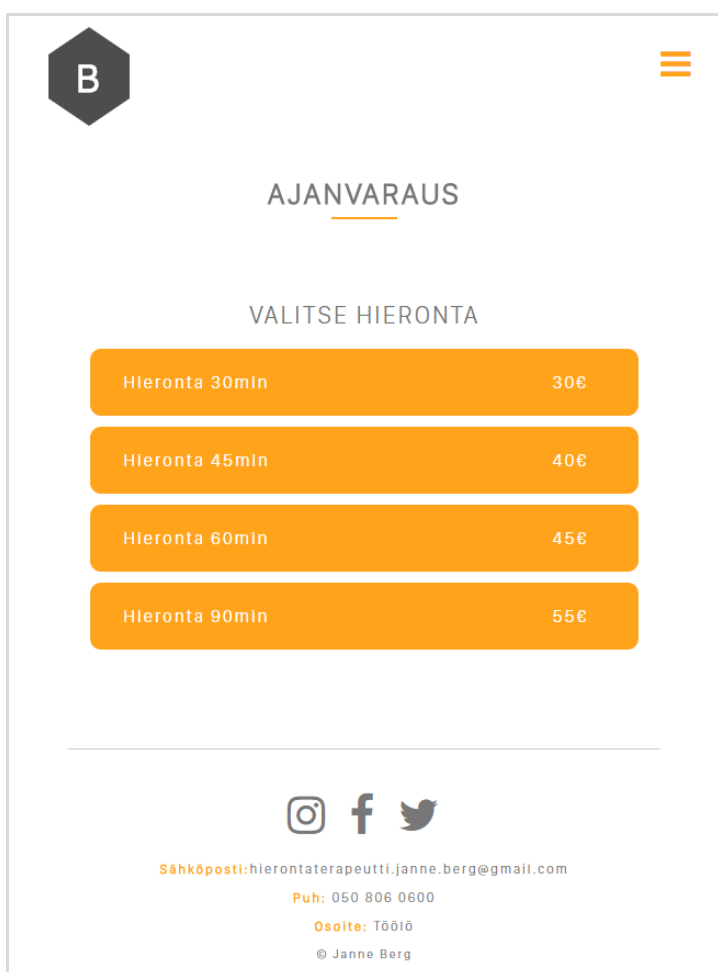 B
AJANVARAUS
VALITSE HIERONTA
Hieronta 30min 30€
Hieronta 45min 40€
Hieronta 60min 45€
Hieronta 90min 55€
Sähköposti:hierontaterapeutti.janne.berg@gmail.com
Puh: 050 806 0600
Osoite: Töölö
© Janne Berg